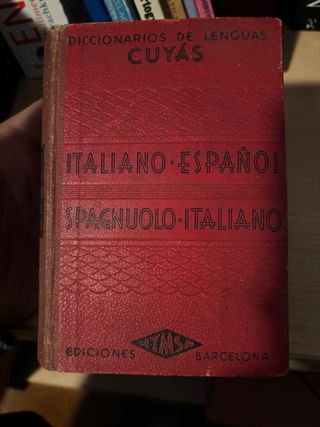 DICCIONARIOS DE LENGUAS
CUYÁS
ITALIANO·ESPAÑOL
SPAGNUOLO·ITALIANO
HYMSA
EDICIONES BARCELONA